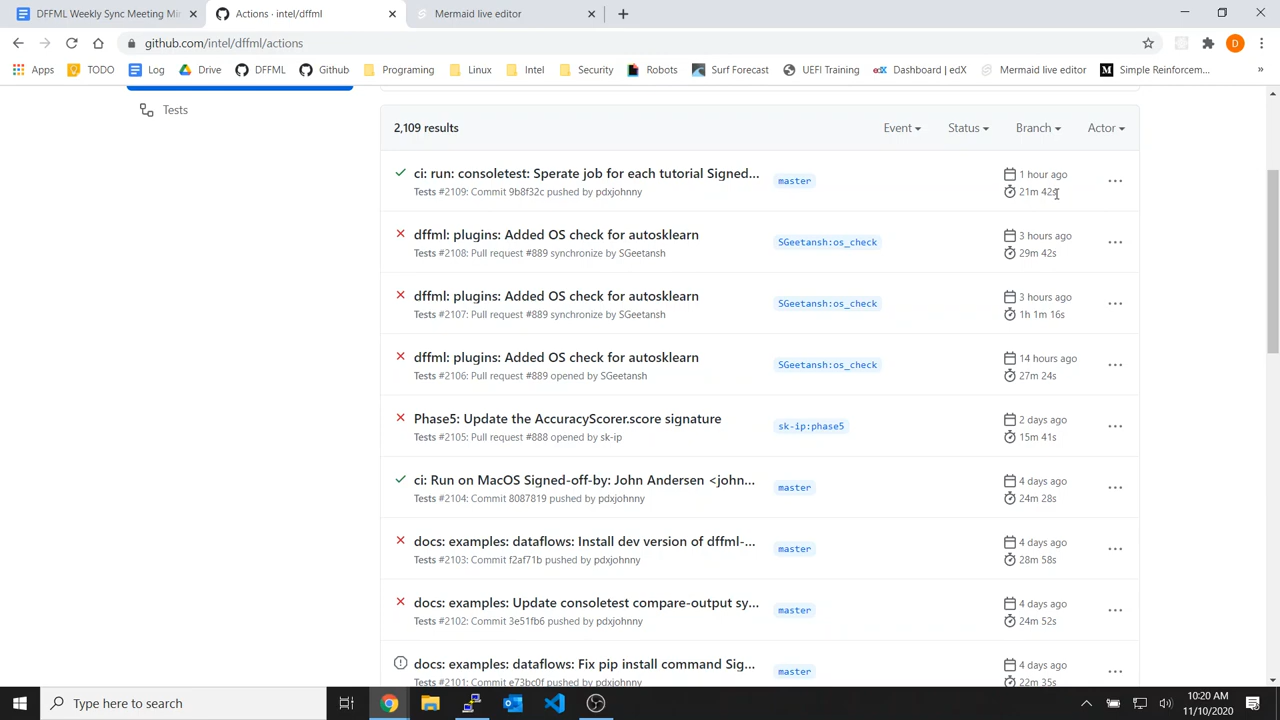 DFFML Weekly Sync Meeting Mi
Actions · intel/dffml
Mermaid live editor
github.com/intel/dffml/actions
D
Apps
TODO
Log
Drive
DFFML
Github
Programing
Linux
Intel
Security
Robots
Surf Forecast
UEFI Training
Dashboard | edX
Mermaid live editor
Simple Reinforcem...
Tests
2,109 results
Event
Status
Branch
Actor
ci: run: consoletest: Sperate job for each tutorial Signed...
master
1 hour ago
Tests #2109: Commit 9b8f32c pushed by pdxjohnny
21m 42s
dffml: plugins: Added OS check for autosklearn
SGeetansh:os_check
3 hours ago
Tests #2108: Pull request #889 synchronize by SGeetansh
29m 42s
dffml: plugins: Added OS check for autosklearn
SGeetansh:os_check
3 hours ago
Tests #2107: Pull request #889 synchronize by SGeetansh
1h 1m 16s
dffml: plugins: Added OS check for autosklearn
SGeetansh:os_check
14 hours ago
Tests #2106: Pull request #889 opened by SGeetansh
27m 24s
Phase5: Update the AccuracyScorer.score signature
sk-ip:phase5
2 days ago
Tests #2105: Pull request #888 opened by sk-ip
15m 41s
ci: Run on MacOS Signed-off-by: John Andersen <john...
master
4 days ago
Tests #2104: Commit 8087819 pushed by pdxjohnny
24m 28s
docs: examples: dataflows: Install dev version of dffml-...
master
4 days ago
Tests #2103: Commit f2af71b pushed by pdxjohnny
28m 58s
docs: examples: Update consoletest compare-output sy...
master
4 days ago
Tests #2102: Commit 3e51fb6 pushed by pdxjohnny
24m 52s
docs: examples: dataflows: Fix pip install command Sig...
master
4 days ago
Tests #2101: Commit e73bc0f pushed by pdxjohnny
22m 35s
Type here to search
10:20 AM
11/10/2020